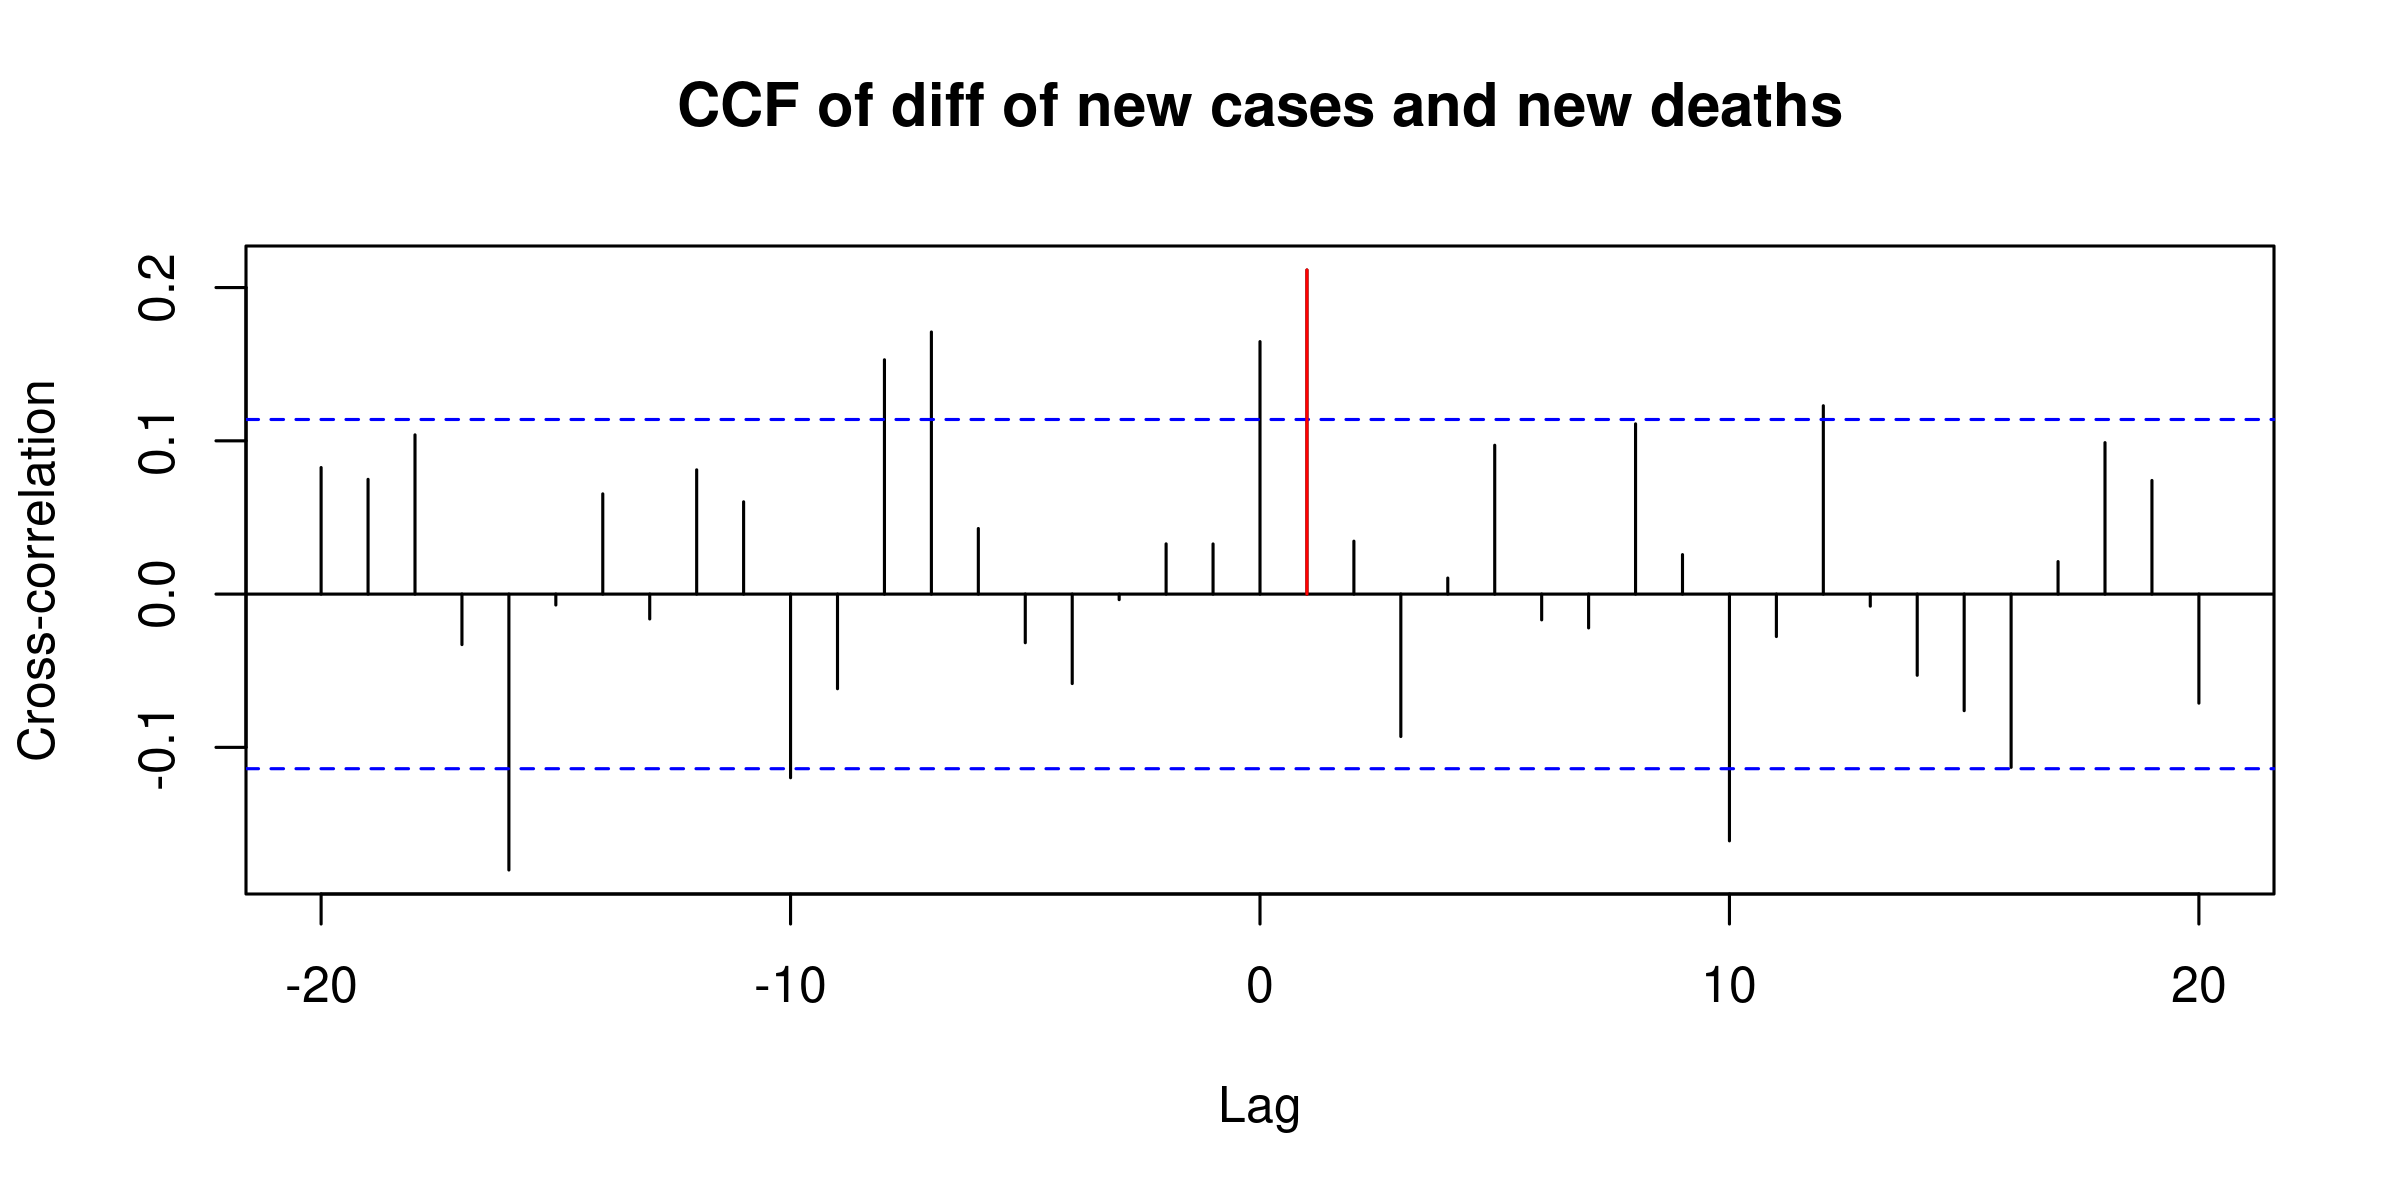 CCF of diff of new cases and new deaths
Cross-correlation
0.2
0.1
0.0
-0.1
-20 -10 0 10 20
Lag